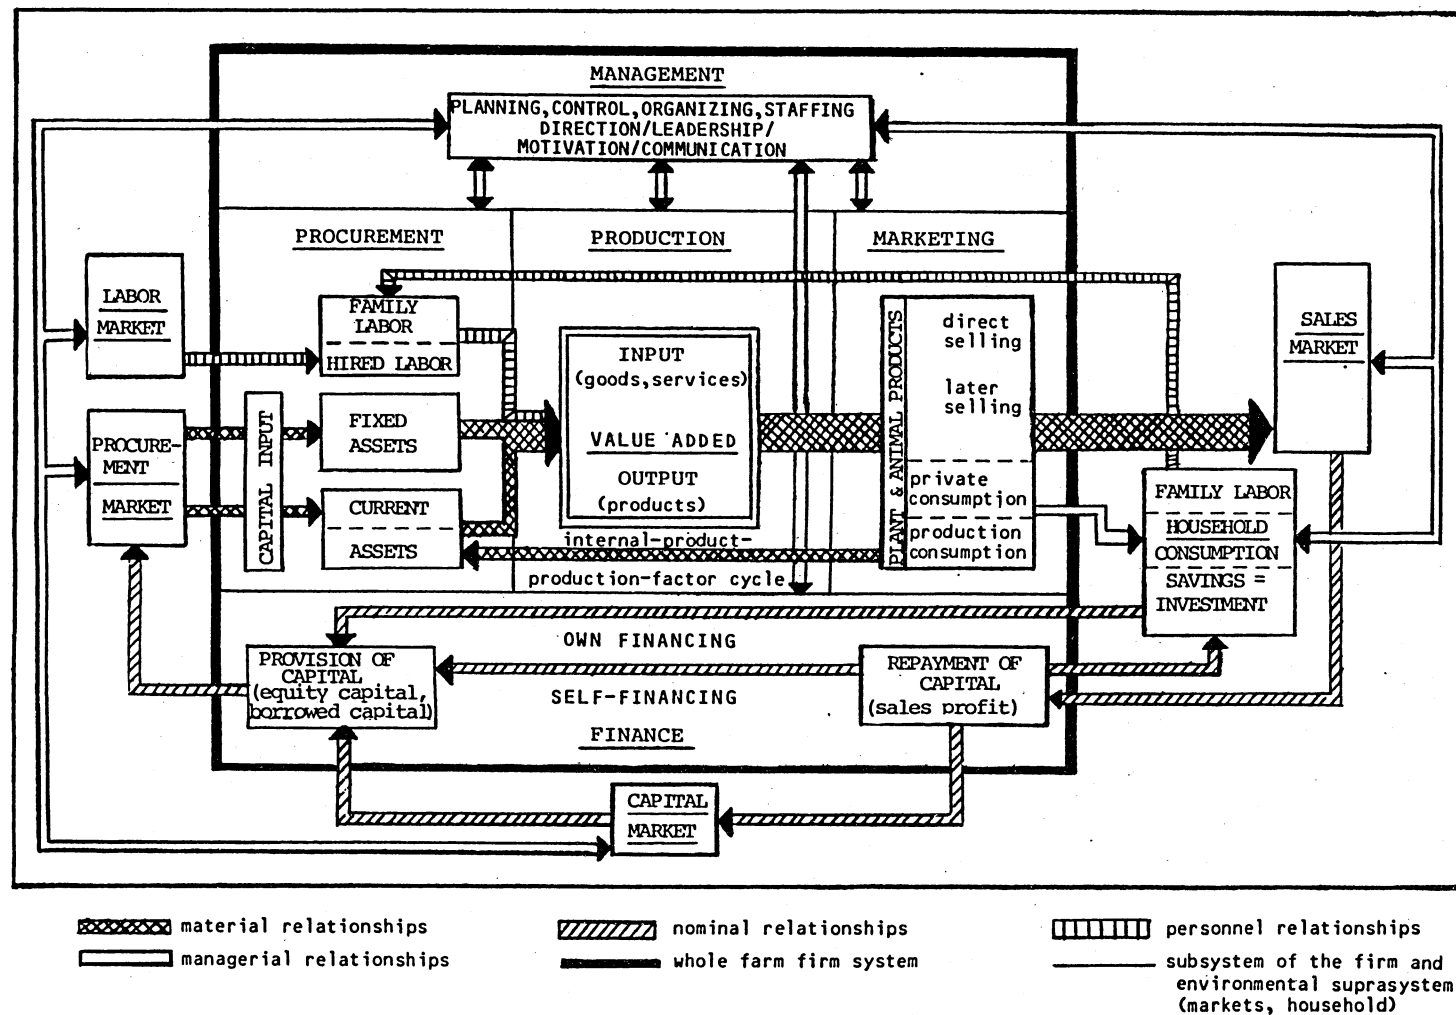 MANAGEMENT
PLANNING,CONTROL,ORGANIZING,STAFFING
DIRECTION/LEADERSHIP/
MOTIVATION/COMMUNICATION
PROCUREMENT
PRODUCTION
MARKETING
LABOR
MARKET
FAMILY
LABOR
HIRED LABOR
PROCURE-
MENT
MARKET
CAPITAL INPUT
FIXED
ASSETS
CURRENT
ASSETS
INPUT
(goods,services)
VALUE ADDED
OUTPUT
(products)
internal-product-
production-factor cycle
PLANT & ANIMAL PRODUCTS
direct
selling
later
selling
private
consumption
production
consumption
SALES
MARKET
FAMILY LABOR
HOUSEHOLD
CONSUMPTION
SAVINGS =
INVESTMENT
OWN FINANCING
PROVISION OF
CAPITAL
(equity capital,
borrowed capital)
SELF-FINANCING
REPAYMENT OF
CAPITAL
(sales profit)
FINANCE
CAPITAL
MARKET
material relationships
nominal relationships
personnel relationships
managerial relationships
whole farm firm system
subsystem of the firm and
environmental suprasystem
(markets, household)